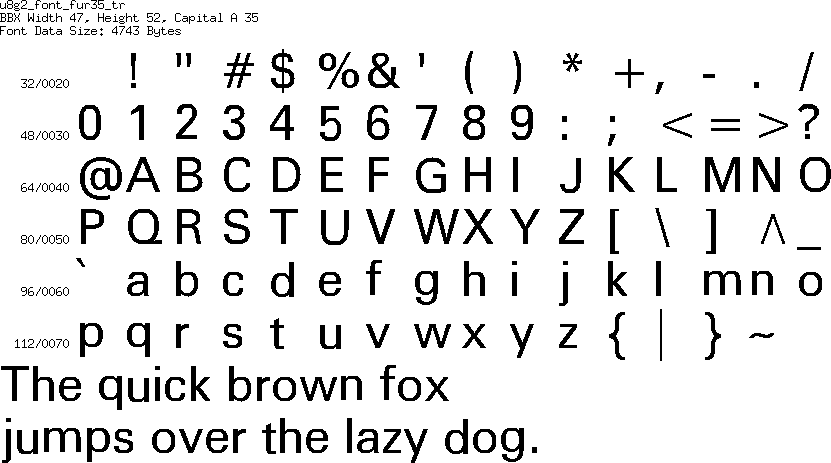 u8g2_font_fur35_tr
BBX Width 47, Height 52, Capital A 35
Font Data Size: 4743 Bytes
32/0020 ! " # $ % & ' ( ) * + , - . /
48/0030 0 1 2 3 4 5 6 7 8 9 : ; < = > ?
64/0040 @ A B C D E F G H I J K L M N O
80/0050 P Q R S T U V W X Y Z [ \ ] ^ _
96/0060 ` a b c d e f g h i j k l m n o
112/0070 p q r s t u v w x y z { | } ~
The quick brown fox
jumps over the lazy dog.